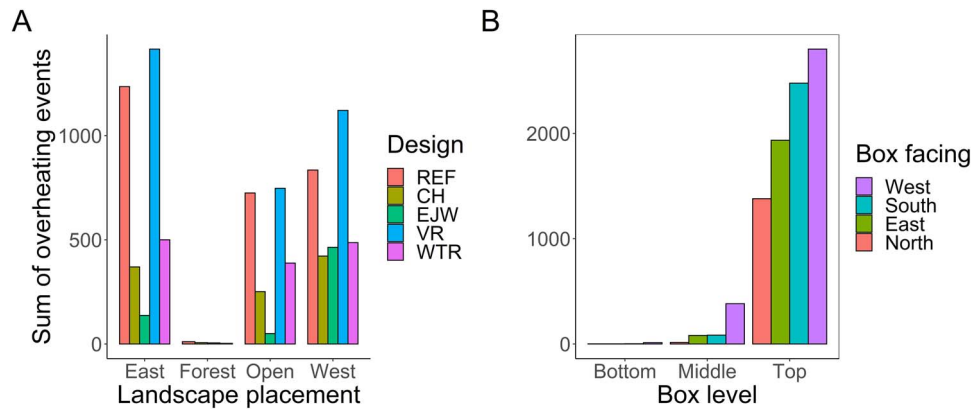 A
Sum of overheating events
1000
500
0
East Forest Open West
Landscape placement
Design
REF
CH
EJW
VR
WTR
B
2000
1000
0
Bottom Middle Top
Box level
Box facing
West
South
East
North